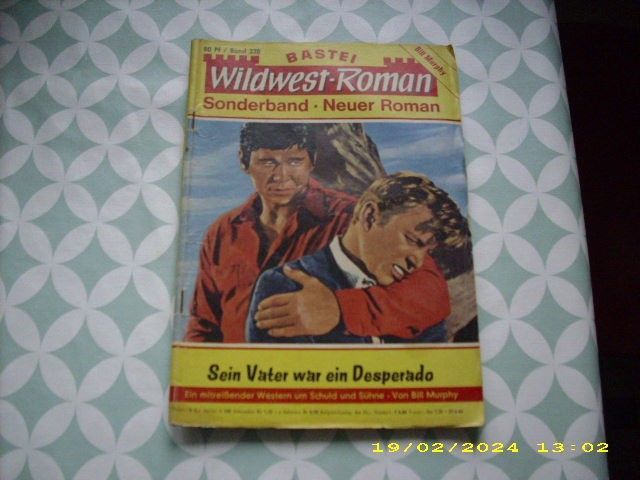 80 Pf / Band 238
Bill Murphy
BASTEI
Wildwest-Roman
Sonderband · Neuer Roman
Sein Vater war ein Desperado
Ein mitreißender Western um Schuld und Sühne · Von Bill Murphy
19/02/2024 13:02